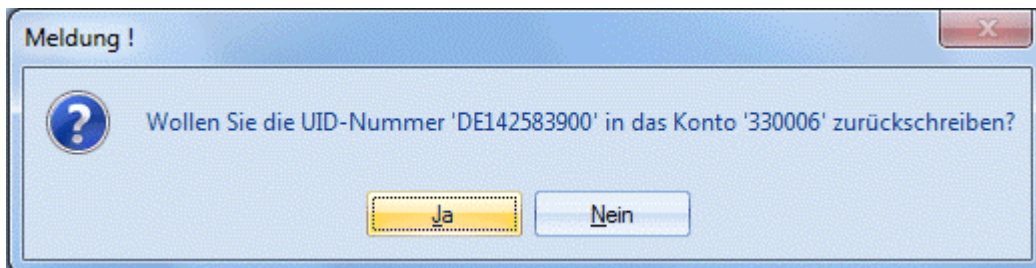 Meldung !
Wollen Sie die UID-Nummer 'DE142583900' in das Konto '330006' zurückschreiben?
Ja
Nein